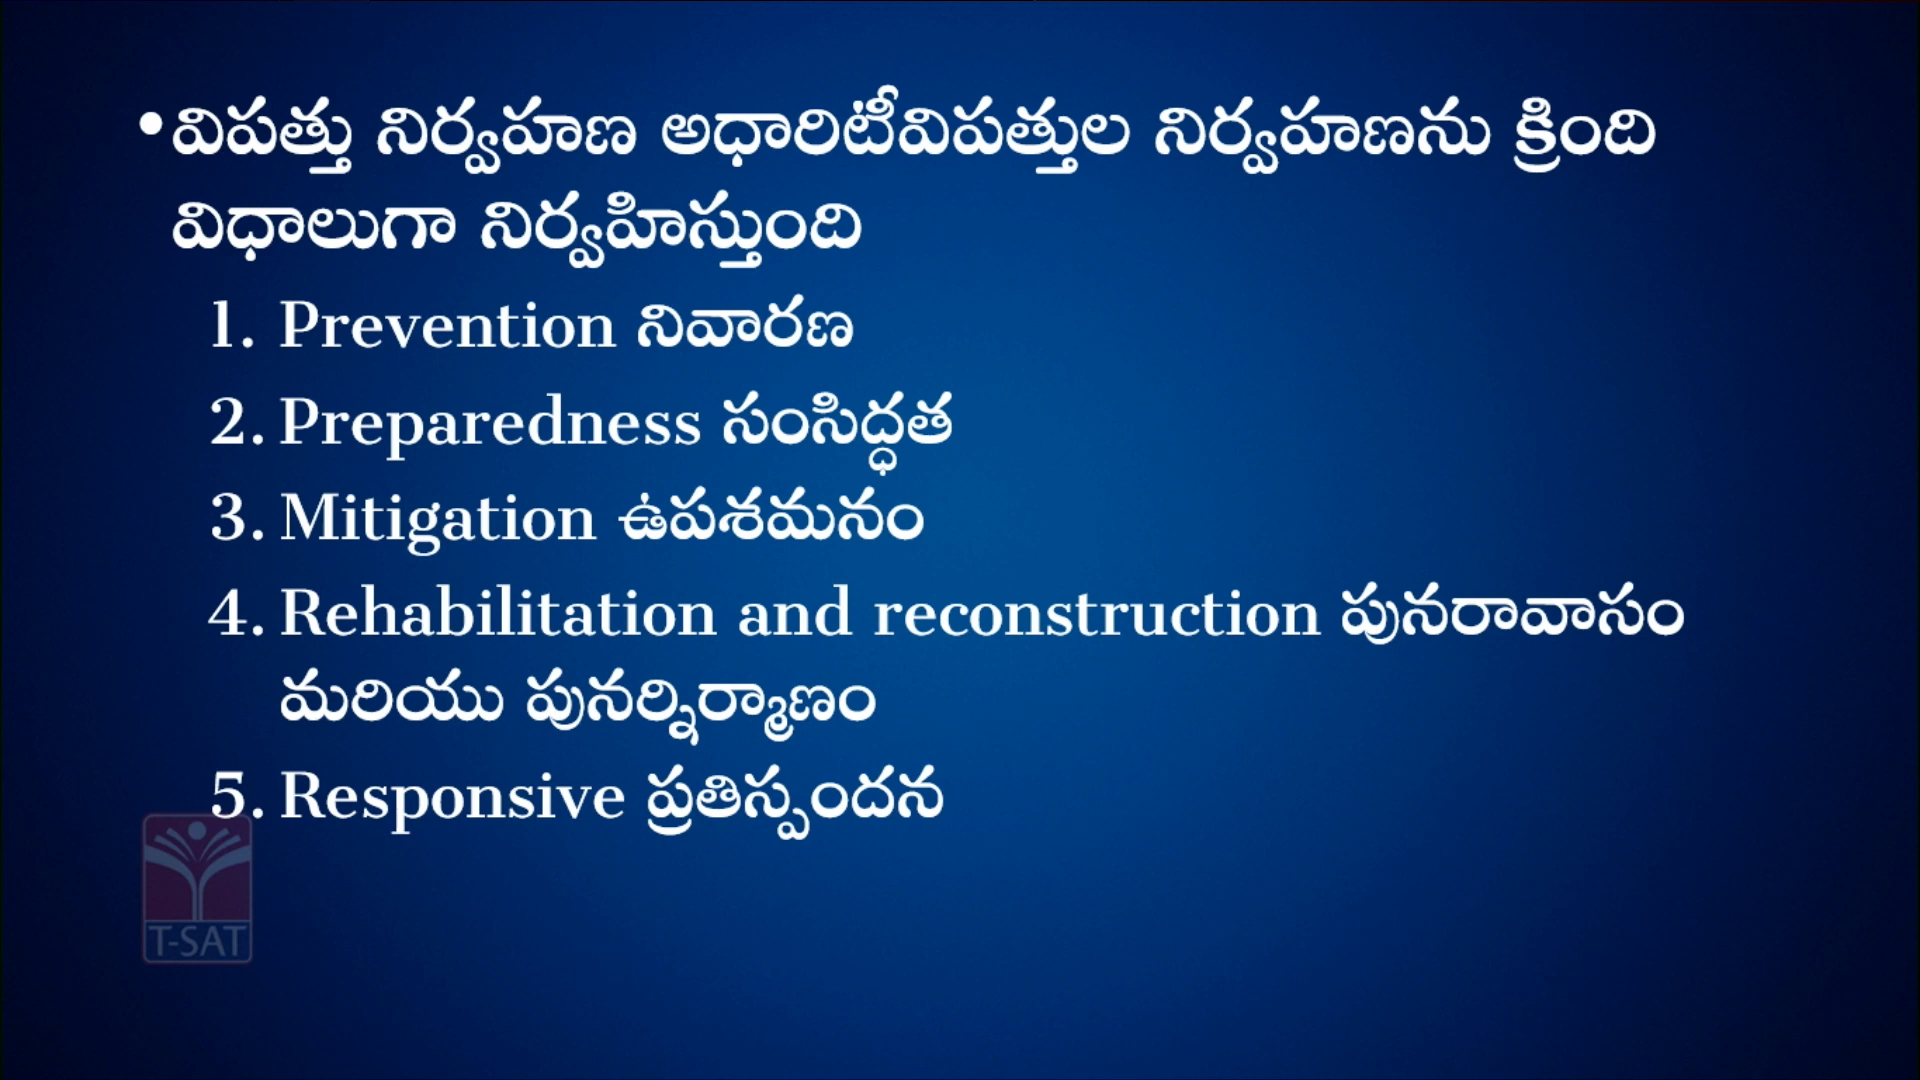 •విపత్తు నిర్వహణ అధారిటీవిపత్తుల నిర్వహణను క్రింది
విధాలుగా నిర్వహిస్తుంది
1. Prevention నివారణ
2. Preparedness సంసిద్ధత
3. Mitigation ఉపశమనం
4. Rehabilitation and reconstruction పునరావాసం
మరియు పునర్నిర్మాణం
5. Responsive ప్రతిస్పందన
T-SAT